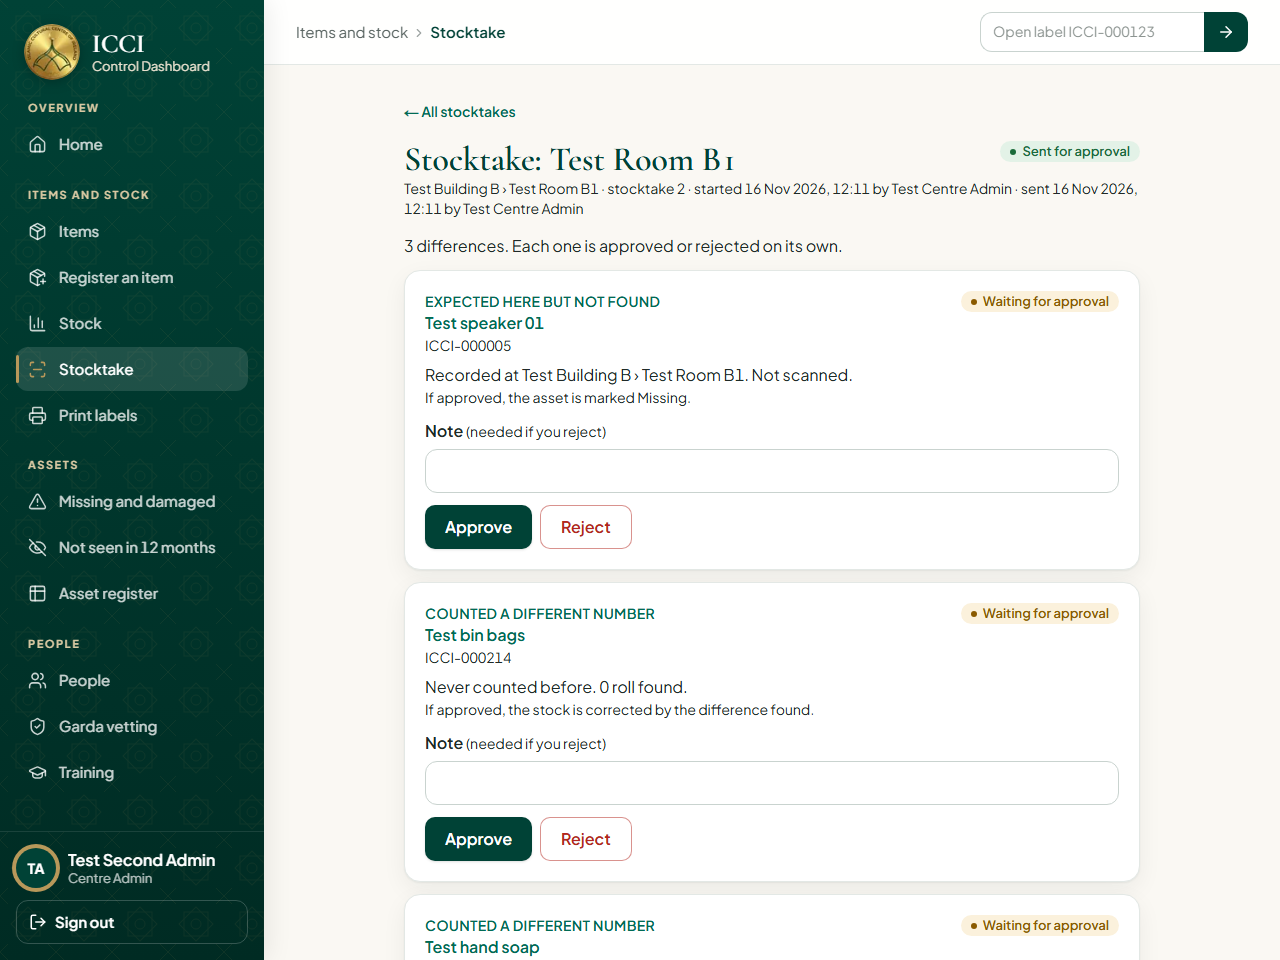 ICCI
Control Dashboard
OVERVIEW
Home
ITEMS AND STOCK
Items
Register an item
Stock
Stocktake
Print labels
ASSETS
Missing and damaged
Not seen in 12 months
Asset register
PEOPLE
People
Garda vetting
Training
TA
Test Second Admin
Centre Admin
Sign out
Items and stock › Stocktake
Open label ICCI-000123
← All stocktakes
Stocktake: Test Room B1
Sent for approval
Test Building B › Test Room B1 · stocktake 2 · started 16 Nov 2026, 12:11 by Test Centre Admin · sent 16 Nov 2026,
12:11 by Test Centre Admin
3 differences. Each one is approved or rejected on its own.
EXPECTED HERE BUT NOT FOUND
Waiting for approval
Test speaker 01
ICCI-000005
Recorded at Test Building B › Test Room B1. Not scanned.
If approved, the asset is marked Missing.
Note (needed if you reject)
Approve
Reject
COUNTED A DIFFERENT NUMBER
Waiting for approval
Test bin bags
ICCI-000214
Never counted before. 0 roll found.
If approved, the stock is corrected by the difference found.
Note (needed if you reject)
Approve
Reject
COUNTED A DIFFERENT NUMBER
Waiting for approval
Test hand soap